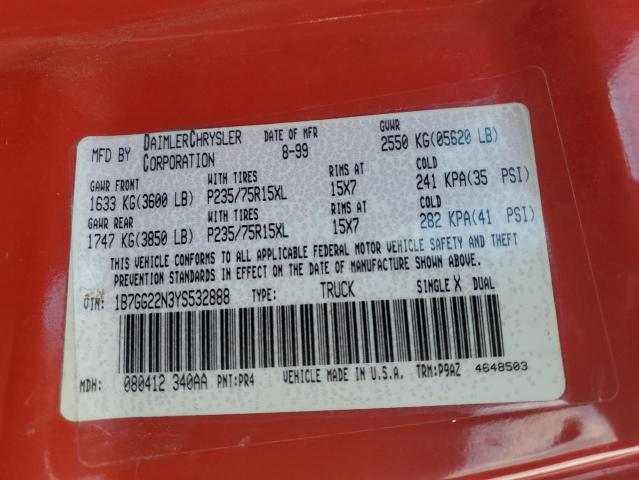 MFD BY DAIMLERCHRYSLER CORPORATION
DATE OF MFR 8-99
GVWR 2550 KG(05620 LB)
GAWR FRONT WITH TIRES RIMS AT COLD
1633 KG(3600 LB) P235/75R15XL 15X7 241 KPA(35 PSI)
GAWR REAR WITH TIRES RIMS AT COLD
1747 KG(3850 LB) P235/75R15XL 15X7 282 KPA(41 PSI)
THIS VEHICLE CONFORMS TO ALL APPLICABLE FEDERAL MOTOR VEHICLE SAFETY AND THEFT
PREVENTION STANDARDS IN EFFECT ON THE DATE OF MANUFACTURE SHOWN ABOVE.
VIN: 1B7GG22N3YS532888 TYPE: TRUCK SINGLE X DUAL
MDH: 080412 340AA PNT:PR4 VEHICLE MADE IN U.S.A. TRM:P9AZ 4648503